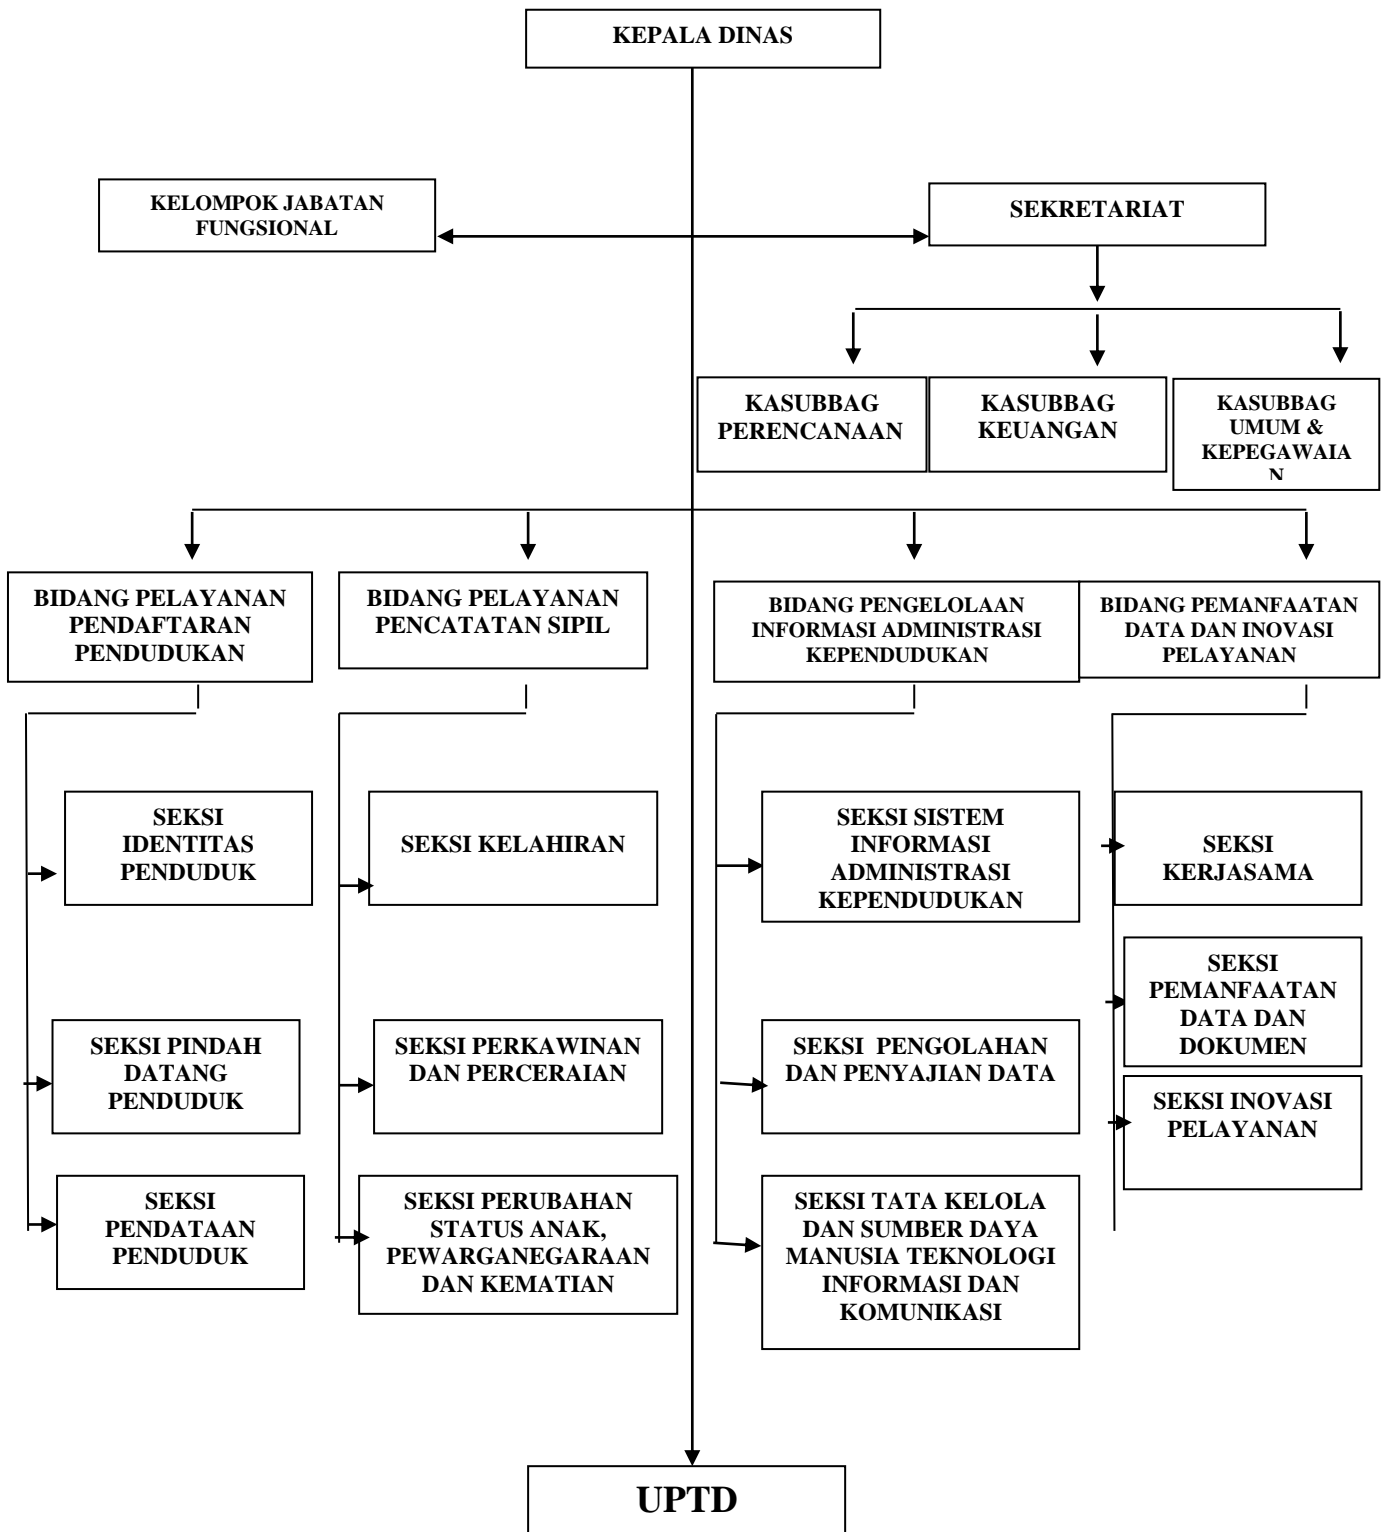 KEPALA DINAS
KELOMPOK JABATAN
FUNGSIONAL
SEKRETARIAT
KASUBBAG
PERENCANAAN
KASUBBAG
KEUANGAN
KASUBBAG
UMUM &
KEPEGAWAIA
N
BIDANG PELAYANAN
PENDAFTARAN
PENDUDUKAN
BIDANG PELAYANAN
PENCATATAN SIPIL
BIDANG PENGELOLAAN
INFORMASI ADMINISTRASI
KEPENDUDUKAN
BIDANG PEMANFAATAN
DATA DAN INOVASI
PELAYANAN
SEKSI
IDENTITAS
PENDUDUK
SEKSI KELAHIRAN
SEKSI SISTEM
INFORMASI
ADMINISTRASI
KEPENDUDUKAN
SEKSI
KERJASAMA
SEKSI
PEMANFAATAN
DATA DAN
DOKUMEN
SEKSI PINDAH
DATANG
PENDUDUK
SEKSI PERKAWINAN
DAN PERCERAIAN
SEKSI  PENGOLAHAN
DAN PENYAJIAN DATA
SEKSI INOVASI
PELAYANAN
SEKSI
PENDATAAN
PENDUDUK
SEKSI PERUBAHAN
STATUS ANAK,
PEWARGANEGARAAN
DAN KEMATIAN
SEKSI TATA KELOLA
DAN SUMBER DAYA
MANUSIA TEKNOLOGI
INFORMASI DAN
KOMUNIKASI
UPTD